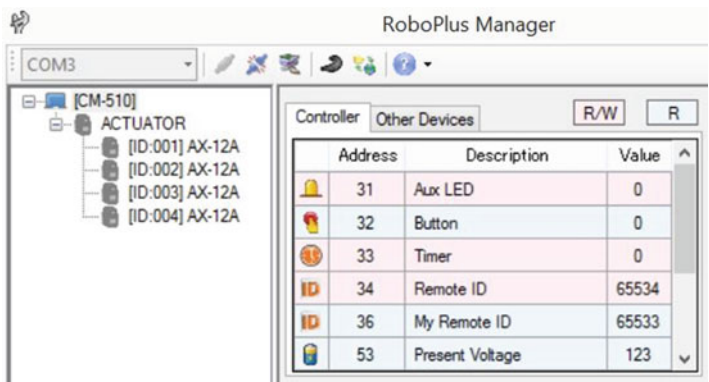 RoboPlus Manager
COM3
[CM-510]
ACTUATOR
[ID:001] AX-12A
[ID:002] AX-12A
[ID:003] AX-12A
[ID:004] AX-12A
Controller Other Devices R/W R
Address Description Value
31 Aux LED 0
32 Button 0
33 Timer 0
ID 34 Remote ID 65534
ID 36 My Remote ID 65533
53 Present Voltage 123